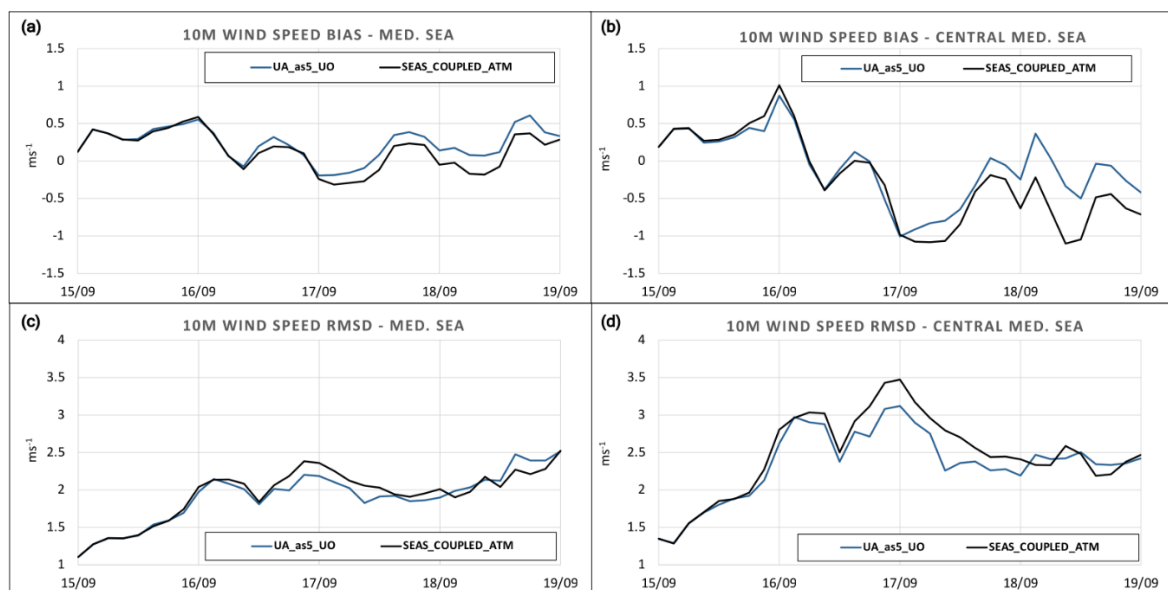 (a)
10M WIND SPEED BIAS - MED. SEA
1.5
UA_as5_UO SEAS_COUPLED_ATM
1
0.5
ms-1
0
-0.5
-1
-1.5
15/09 16/09 17/09 18/09 19/09
(b)
10M WIND SPEED BIAS - CENTRAL MED. SEA
1.5
UA_as5_UO SEAS_COUPLED_ATM
1
0.5
ms-1
0
-0.5
-1
-1.5
15/09 16/09 17/09 18/09 19/09
(c)
10M WIND SPEED RMSD - MED. SEA
4
3.5
3
ms-1
2.5
2
1.5
UA_as5_UO SEAS_COUPLED_ATM
1
15/09 16/09 17/09 18/09 19/09
(d)
10M WIND SPEED RMSD - CENTRAL MED. SEA
4
3.5
3
ms-1
2.5
2
1.5
UA_as5_UO SEAS_COUPLED_ATM
1
15/09 16/09 17/09 18/09 19/09